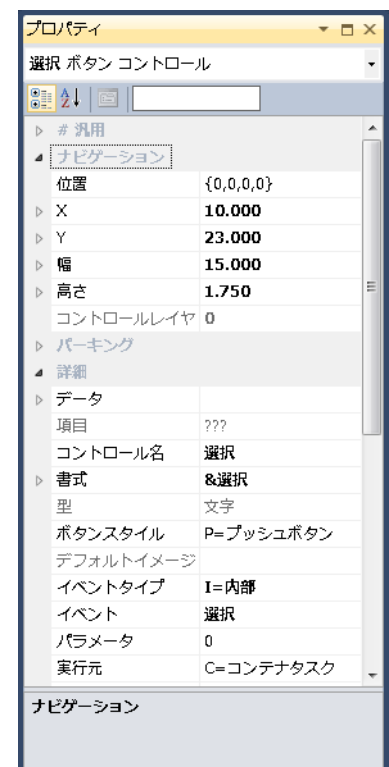 プロパティ
選択 ボタン コントロール
# 汎用
ナビゲーション
位置 {0,0,0,0}
X 10.000
Y 23.000
幅 15.000
高さ 1.750
コントロールレイヤ 0
パーキング
詳細
データ
項目 ???
コントロール名 選択
書式 &選択
型 文字
ボタンスタイル P=プッシュボタン
デフォルトイメージ
イベントタイプ I=内部
イベント 選択
パラメータ 0
実行元 C=コンテナタスク
ナビゲーション